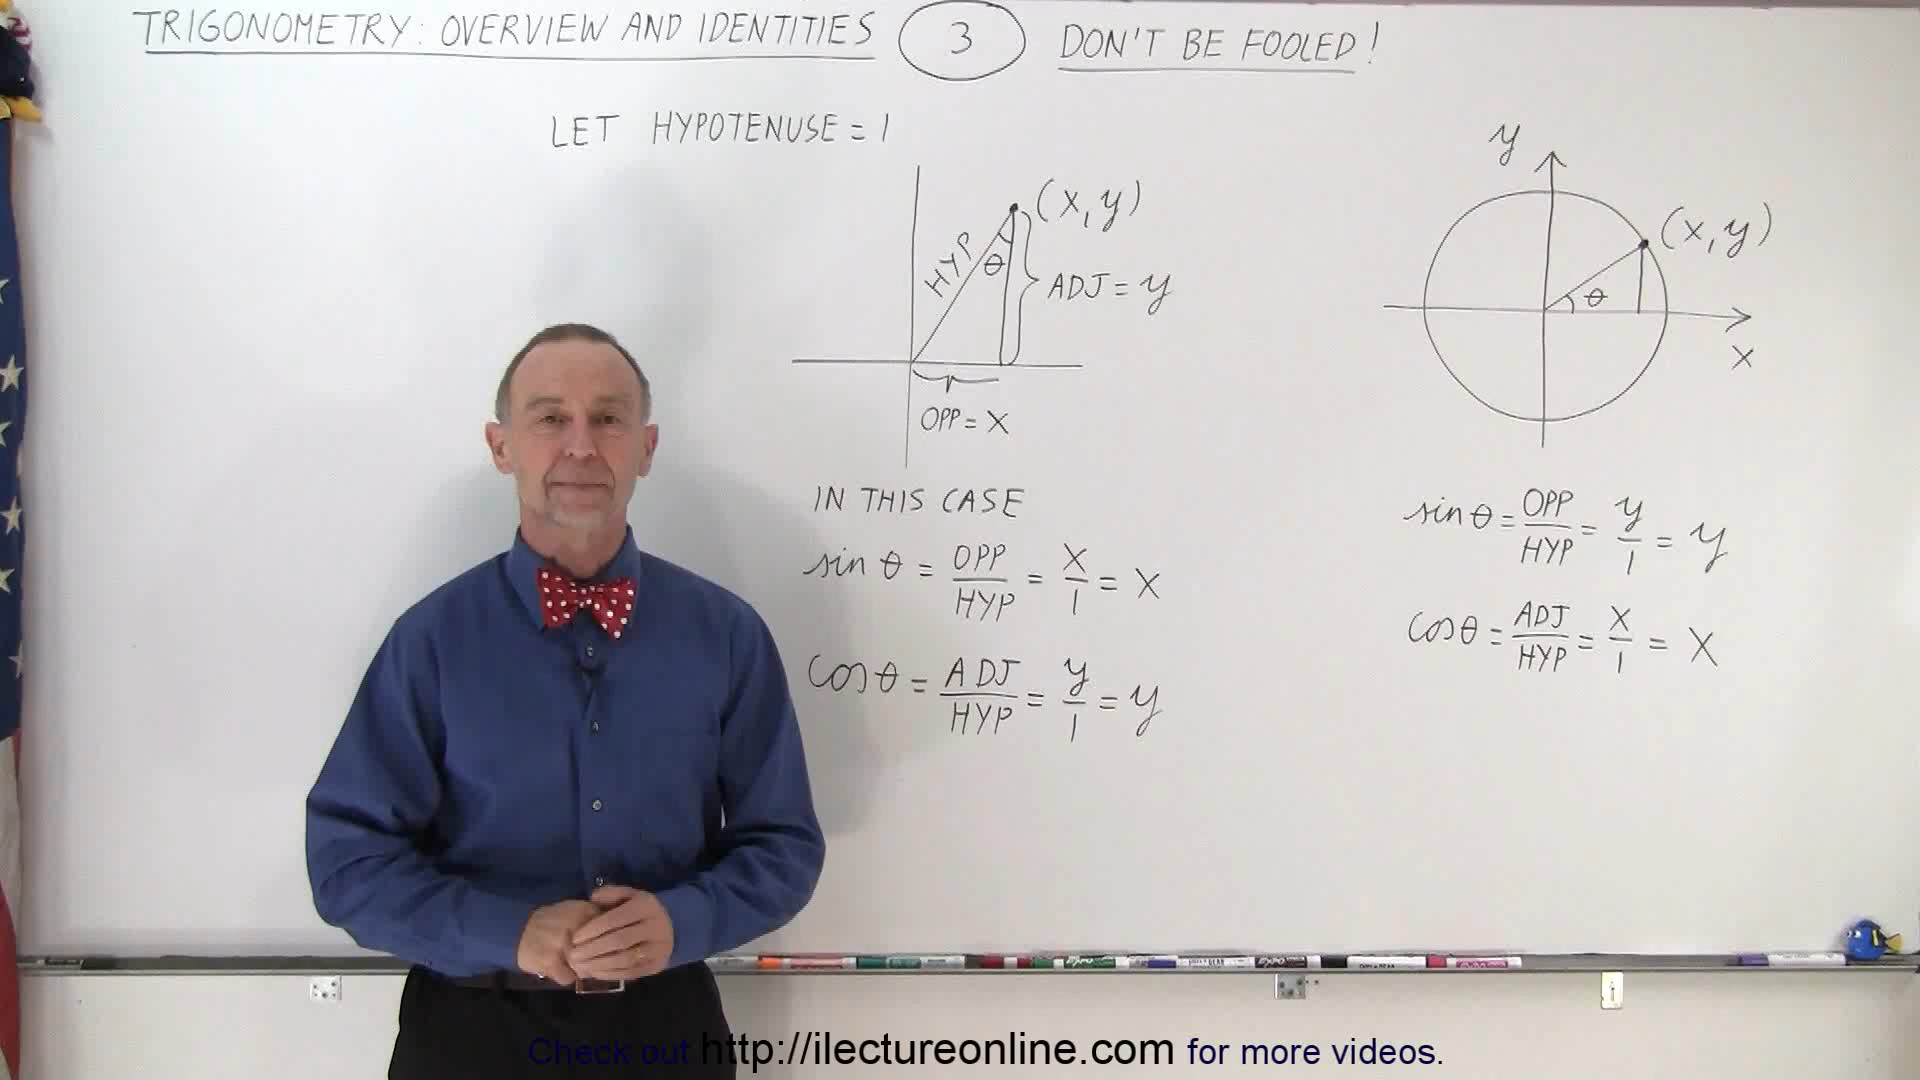 TRIGONOMETRY: OVERVIEW AND IDENTITIES 3 DON'T BE FOOLED!
LET HYPOTENUSE = 1
(x, y)
HYP
θ
ADJ = y
OPP = x
IN THIS CASE
sin θ = OPP/HYP = x/1 = x
cos θ = ADJ/HYP = y/1 = y
y
(x, y)
θ
x
sin θ = OPP/HYP = y/1 = y
cos θ = ADJ/HYP = x/1 = x
Check out http://ilectureonline.com for more videos.